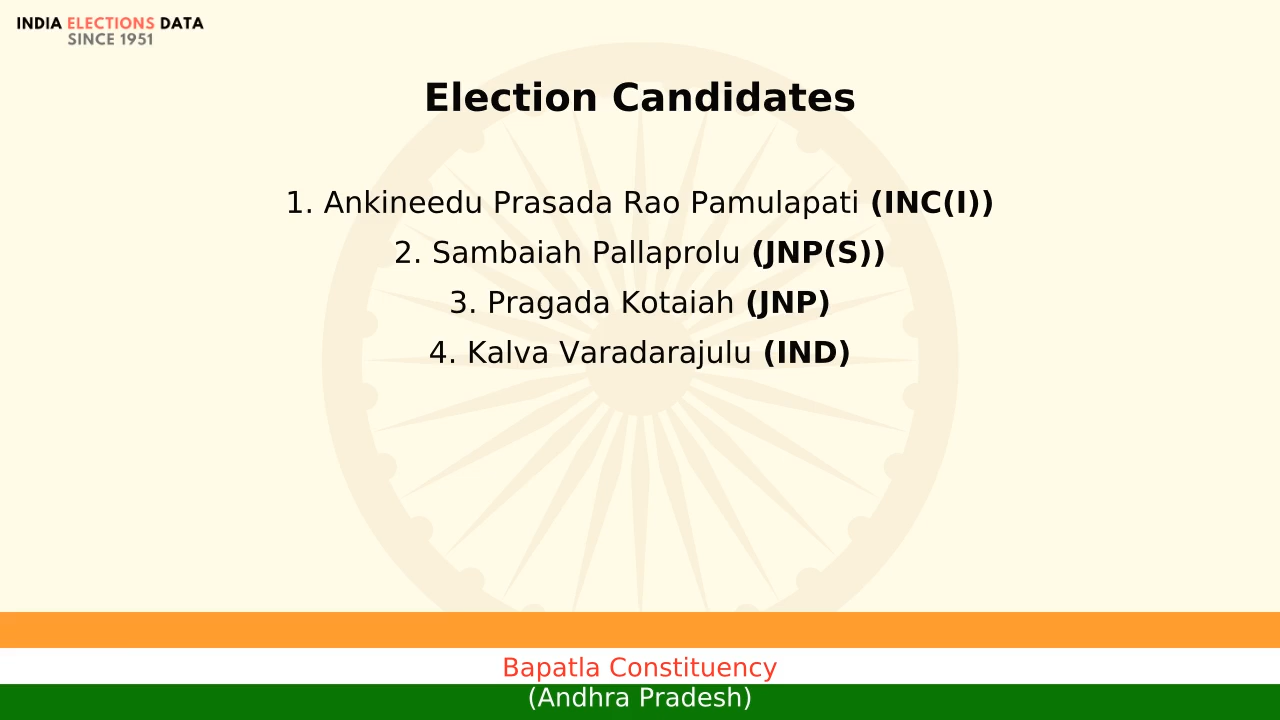 INDIA ELECTIONS DATA
SINCE 1951
Election Candidates
1. Ankineedu Prasada Rao Pamulapati (INC(I))
2. Sambaiah Pallaprolu (JNP(S))
3. Pragada Kotaiah (JNP)
4. Kalva Varadarajulu (IND)
Bapatla Constituency
(Andhra Pradesh)